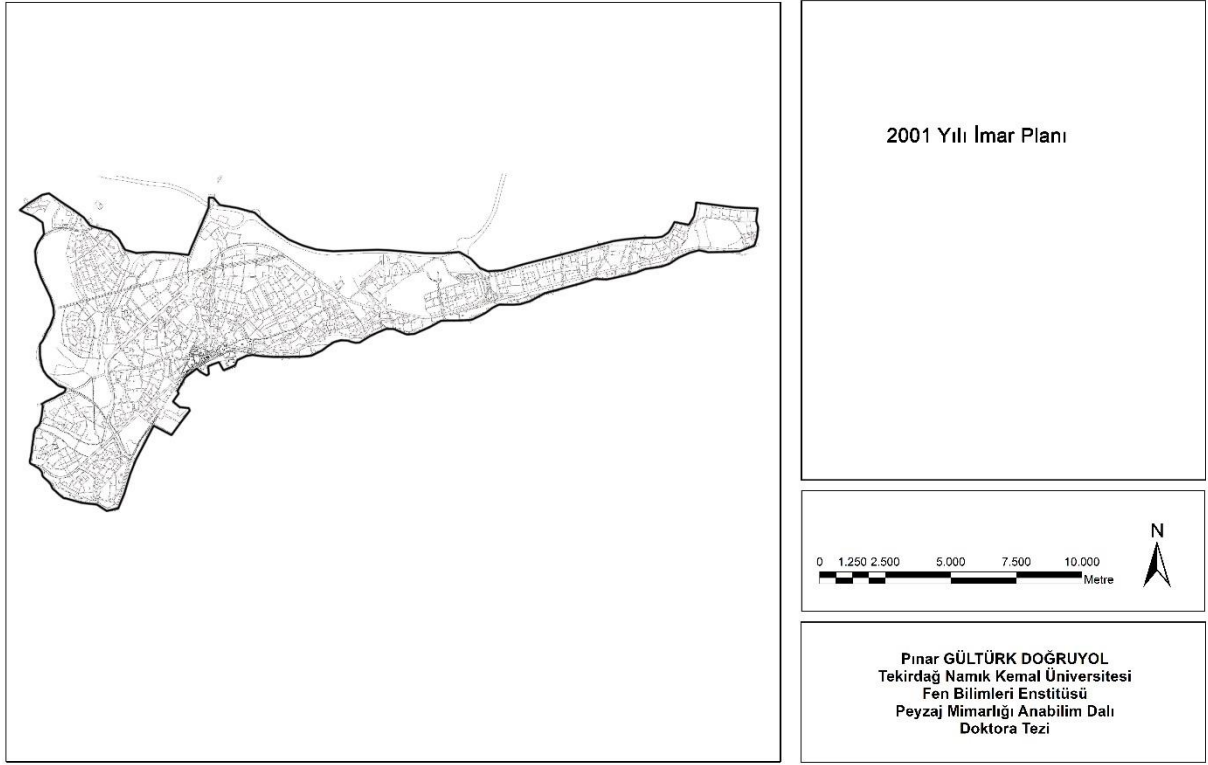 2001 Yılı İmar Planı
N
0 1.250 2.500 5.000 7.500 10.000
Metre
Pınar GÜLTÜRK DOĞRUYOL
Tekirdağ Namık Kemal Üniversitesi
Fen Bilimleri Enstitüsü
Peyzaj Mimarlığı Anabilim Dalı
Doktora Tezi